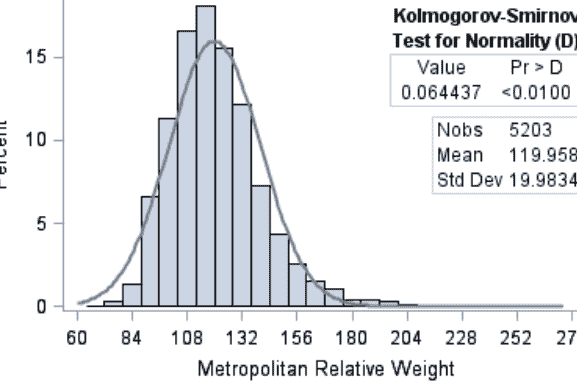 Kolmogorov-Smirnov
Test for Normality (D)
Value Pr > D
0.064437 <0.0100
Nobs 5203
Mean 119.958
Std Dev 19.9834
Percent
15
10
5
0
60 84 108 132 156 180 204 228 252 27
Metropolitan Relative Weight